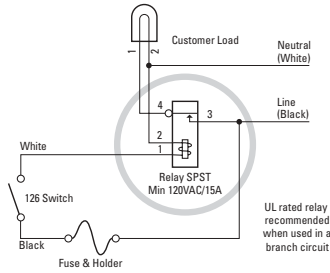 Customer Load
1
2
Neutral
(White)
Line
(Black)
4
3
2
1
White
Relay SPST
Min 120VAC/15A
126 Switch
UL rated relay
recommended
when used in a
branch circuit
Black
Fuse & Holder